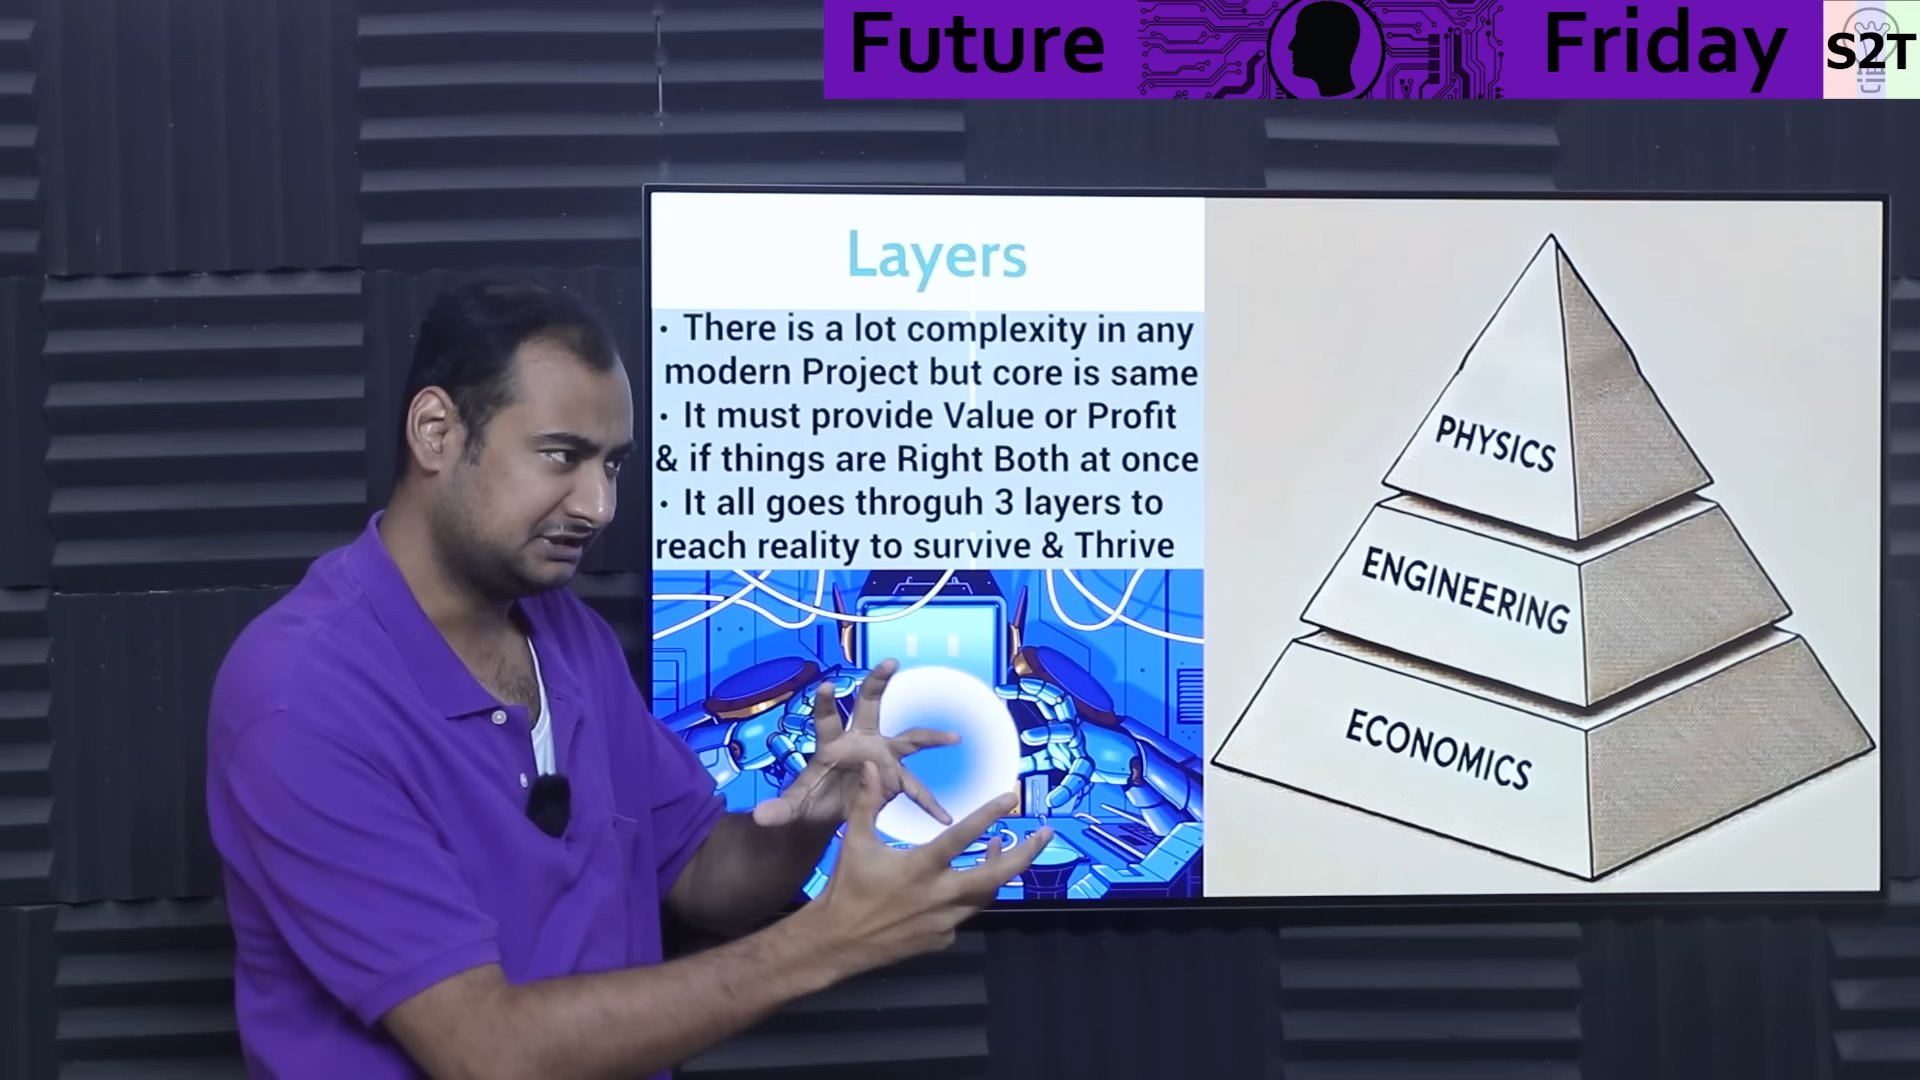 Future Friday S2T
Layers
• There is a lot complexity in any
modern Project but core is same
• It must provide Value or Profit
& if things are Right Both at once
• It all goes throguh 3 layers to
reach reality to survive & Thrive
PHYSICS
ENGINEERING
ECONOMICS